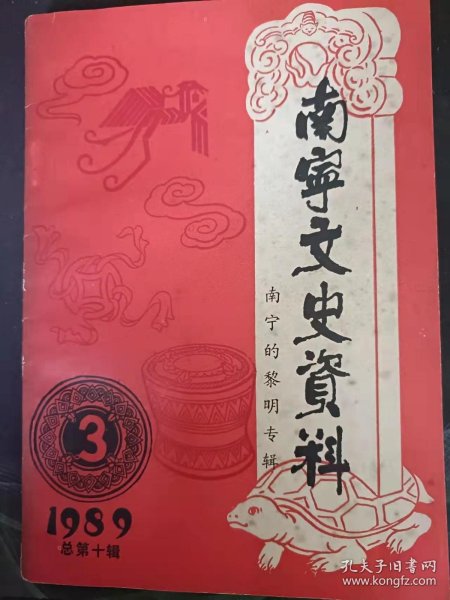 南寧文史資料
南宁的黎明专辑
3
1989
总第十辑
孔夫子旧书网
www.kongfz.com